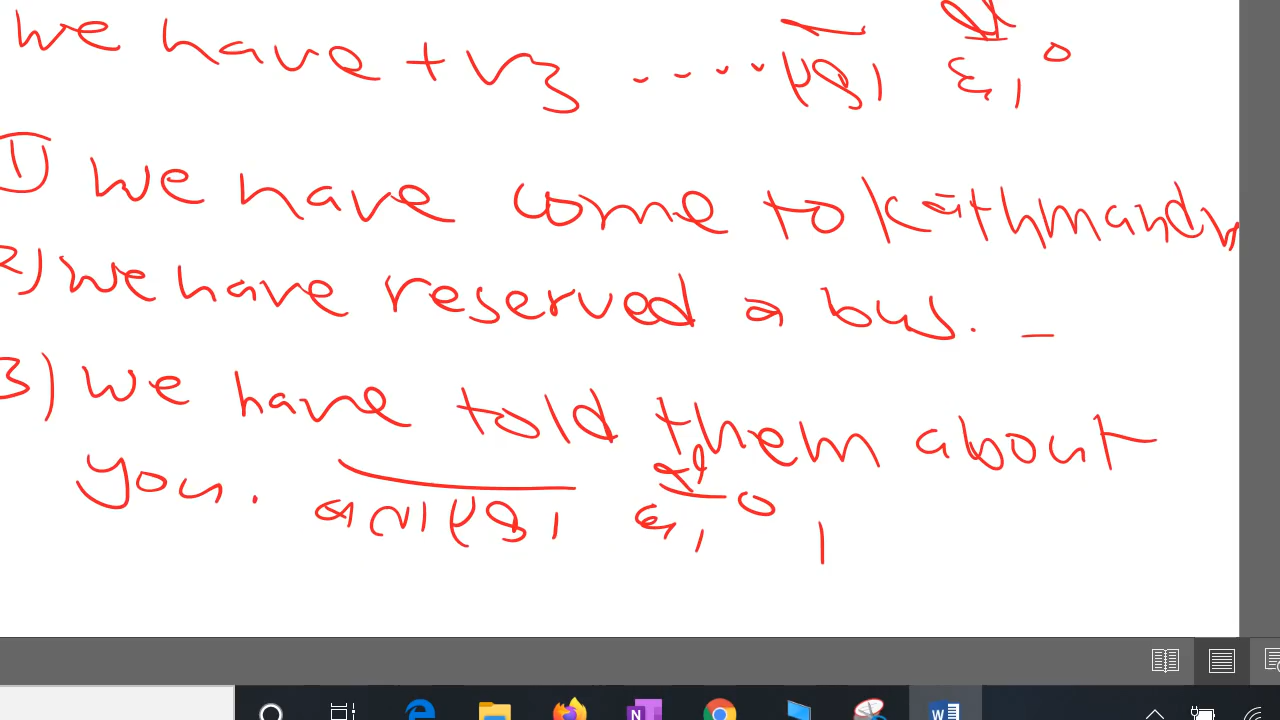 we have + v3 .....
1) we have come to Kathmandu
2) we have reserved a bus.
3) we have told them about
you.